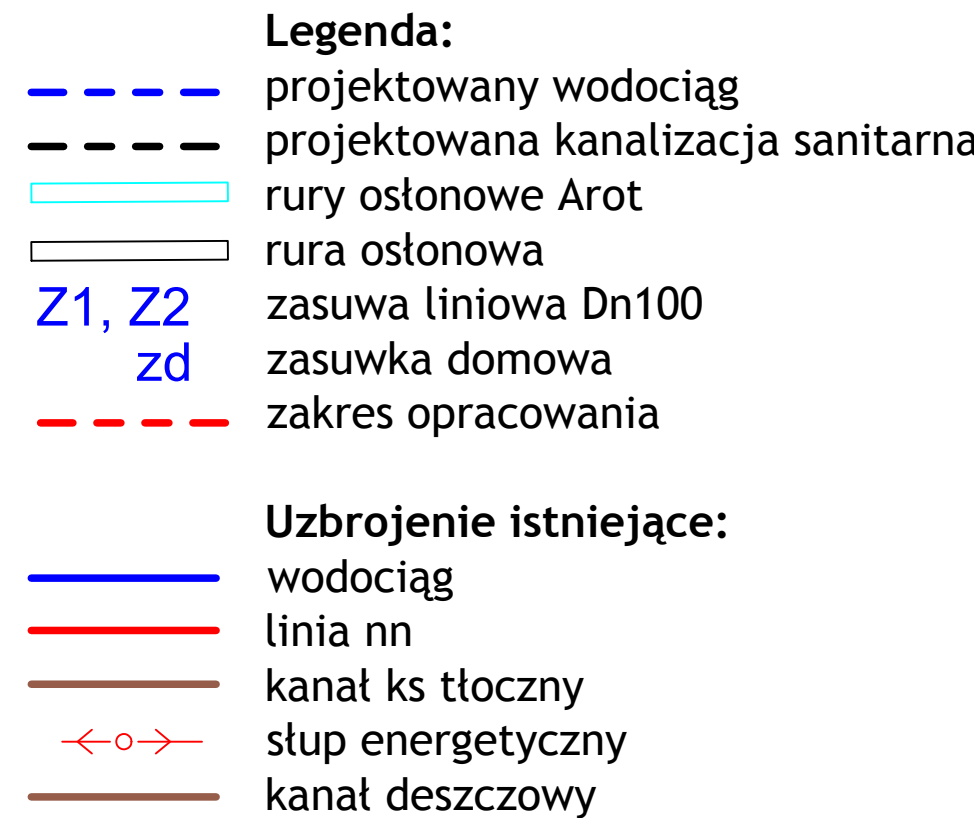 Legenda:
projektowany wodociąg
projektowana kanalizacja sanitarna
rury osłonowe Arot
rura osłonowa
Z1, Z2 zasuwa liniowa Dn100
zd zasuwka domowa
zakres opracowania
Uzbrojenie istniejące:
wodociąg
linia nn
kanał ks tłoczny
słup energetyczny
kanał deszczowy